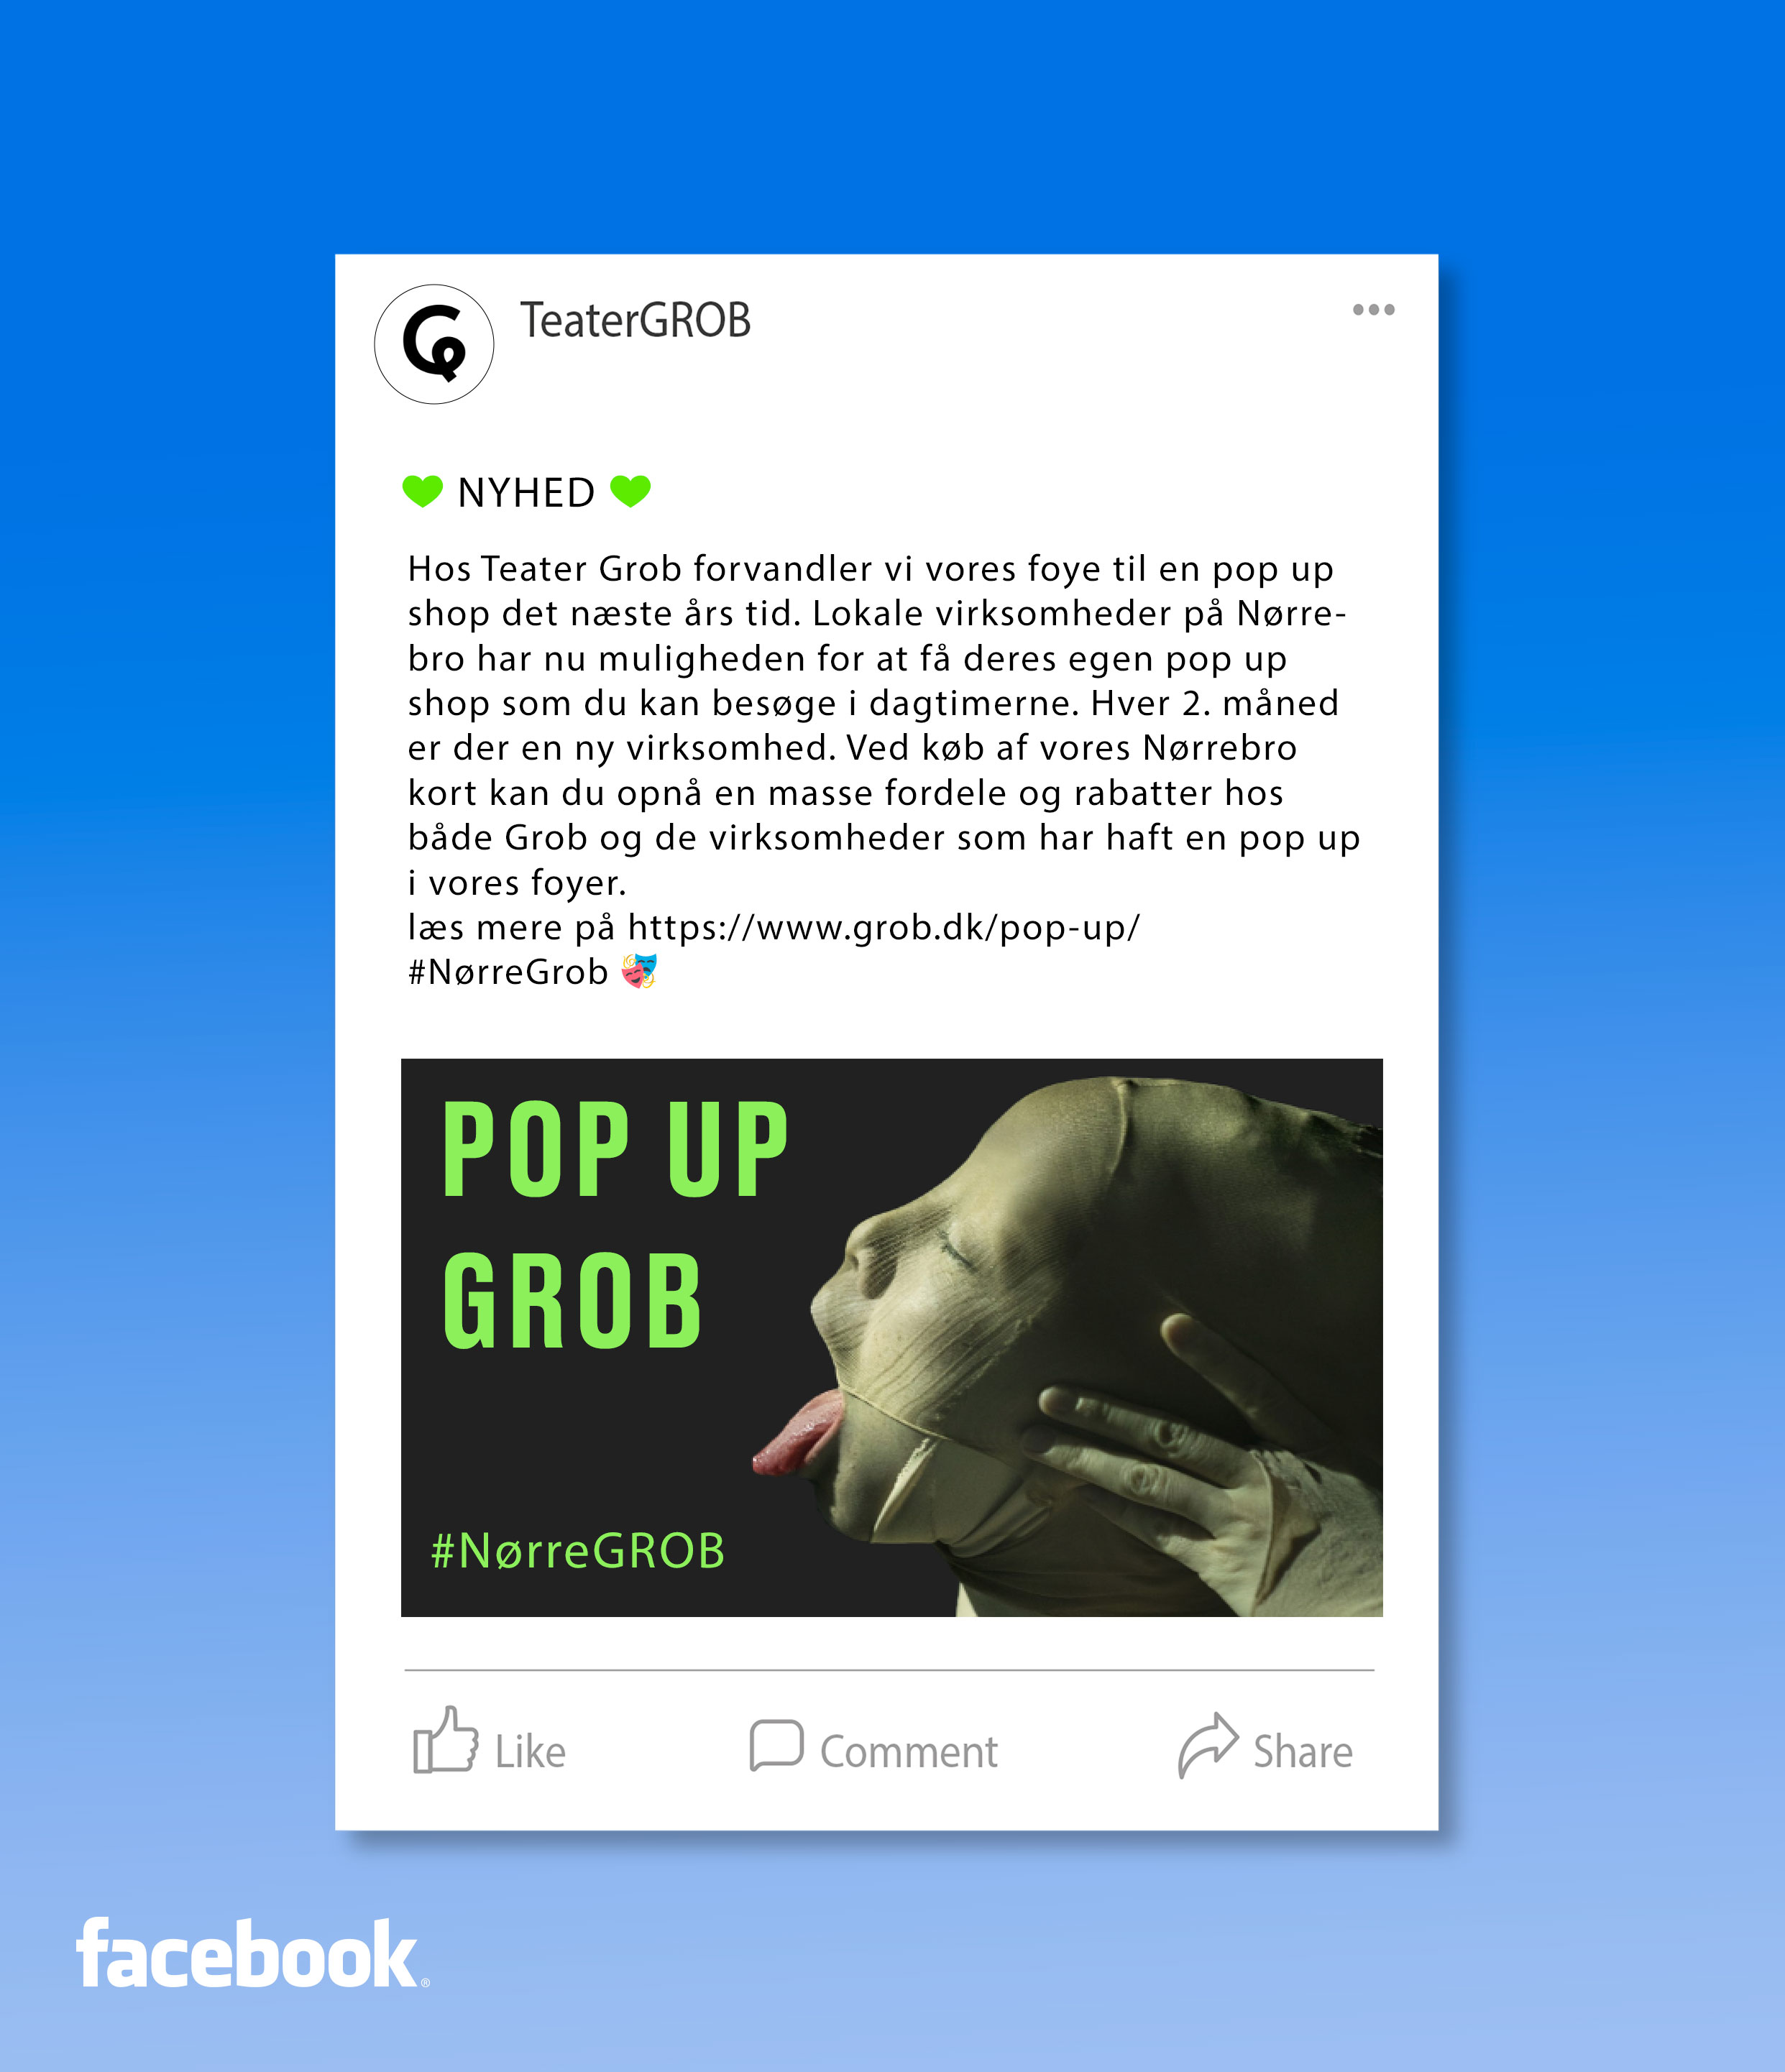 TeaterGROB
💚 NYHED 💚
Hos Teater Grob forvandler vi vores foye til en pop up
shop det næste års tid. Lokale virksomheder på Nørre-
bro har nu muligheden for at få deres egen pop up
shop som du kan besøge i dagtimerne. Hver 2. måned
er der en ny virksomhed. Ved køb af vores Nørrebro
kort kan du opnå en masse fordele og rabatter hos
både Grob og de virksomheder som har haft en pop up
i vores foyer.
læs mere på https://www.grob.dk/pop-up/
#NørreGrob 🎭
POP UP
GROB
#NørreGROB
Like
Comment
Share
facebook®